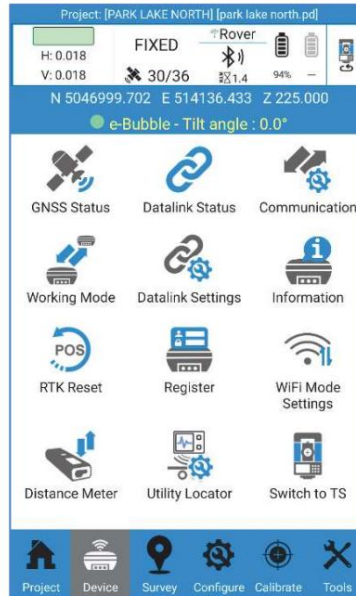 Project: [PARK LAKE NORTH] [park lake north.pd]
H: 0.018
V: 0.018
FIXED
30/36
Rover
1.4
94%
–
N 5046999.702 E 514136.433 Z 225.000
e-Bubble - Tilt angle : 0.0°
GNSS Status
Datalink Status
Communication
Working Mode
Datalink Settings
Information
POS
RTK Reset
Register
WiFi Mode
Settings
Distance Meter
Utility Locator
Switch to TS
Project
Device
Survey
Configure
Calibrate
Tools